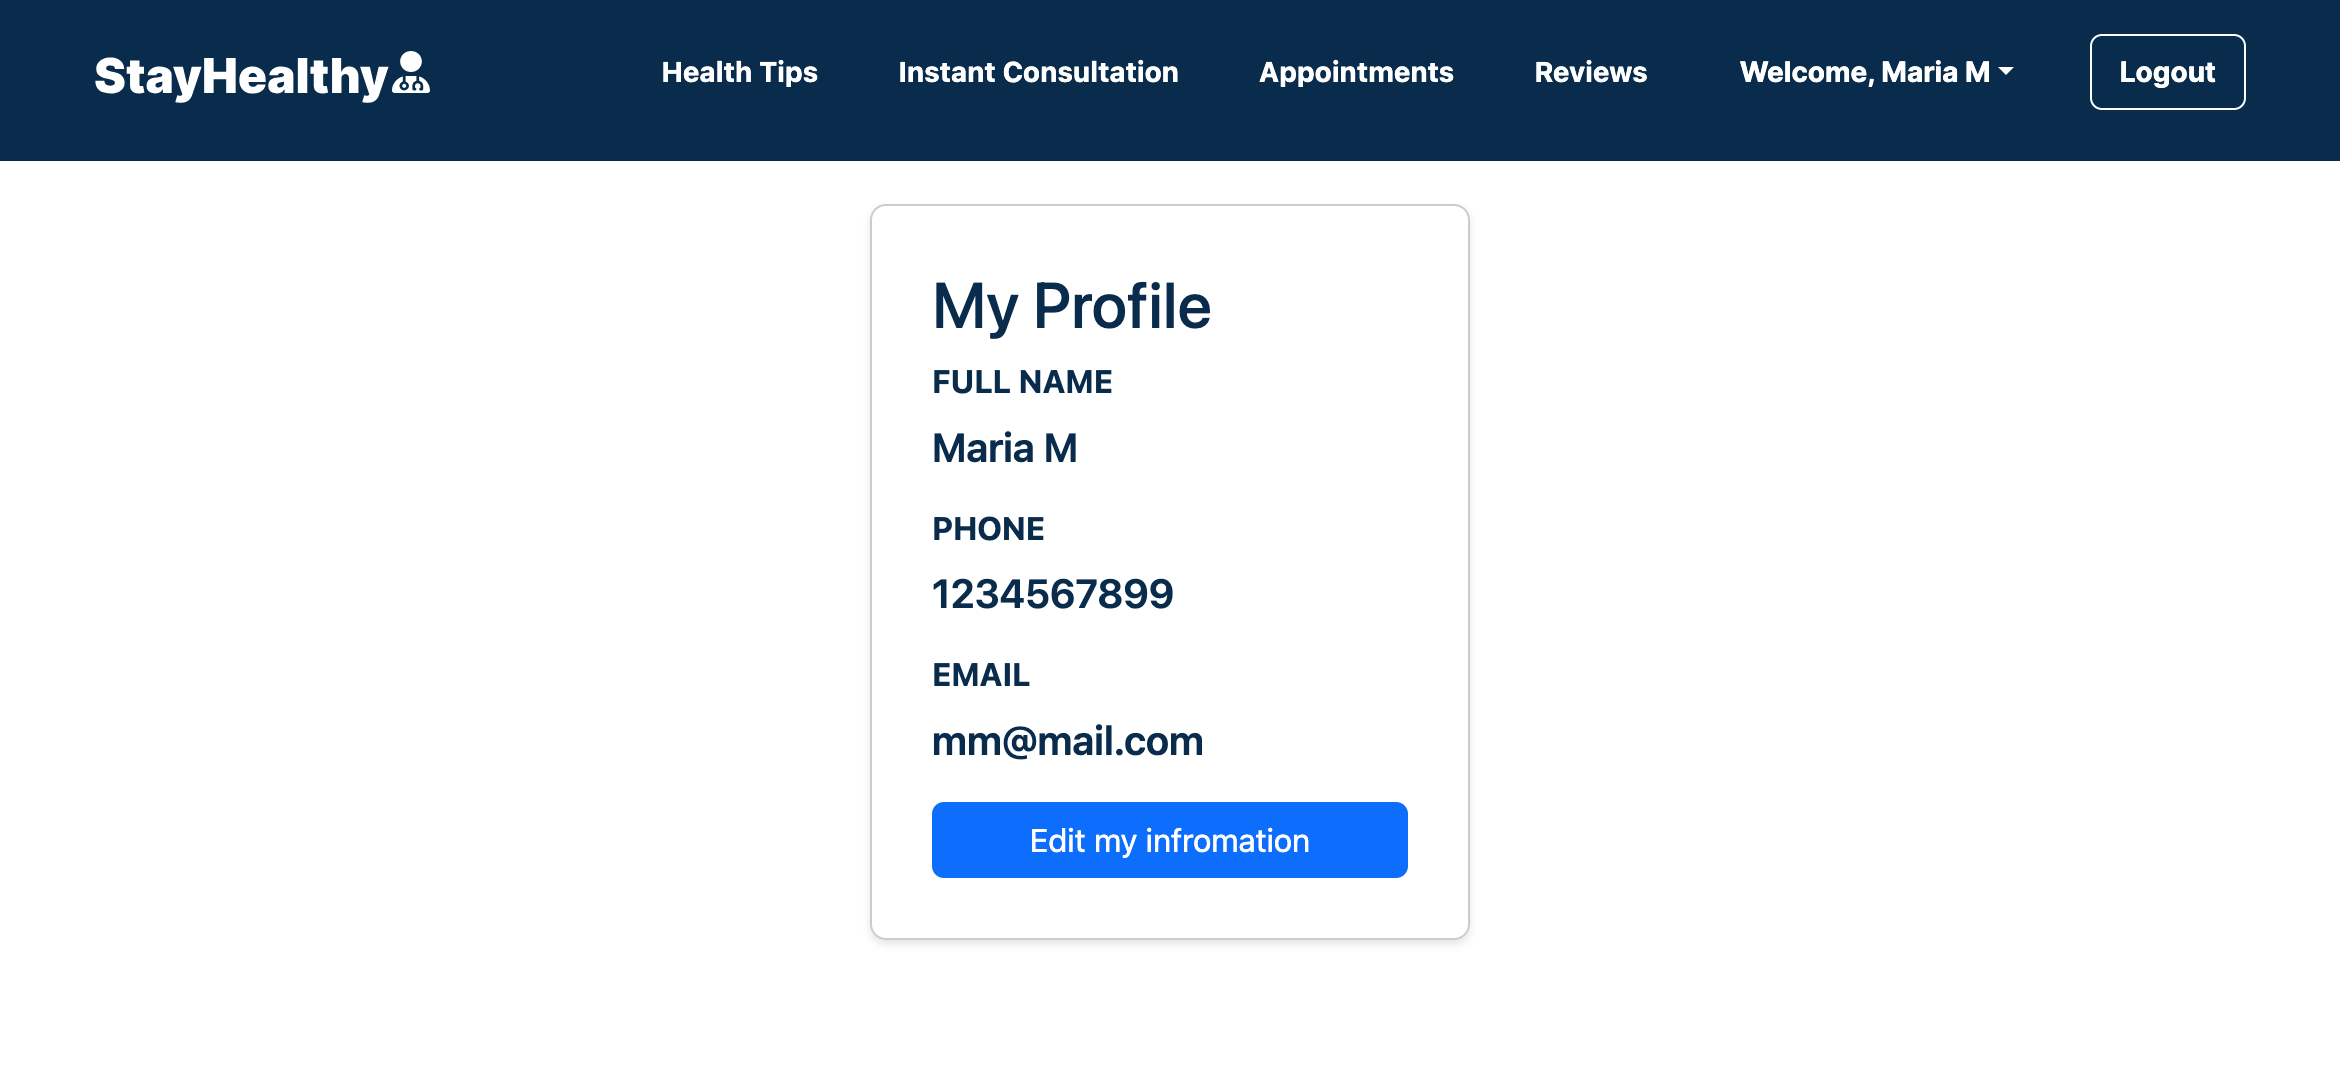 StayHealthy
Health Tips
Instant Consultation
Appointments
Reviews
Welcome, Maria M
Logout
My Profile
FULL NAME
Maria M
PHONE
1234567899
EMAIL
mm@mail.com
Edit my infromation